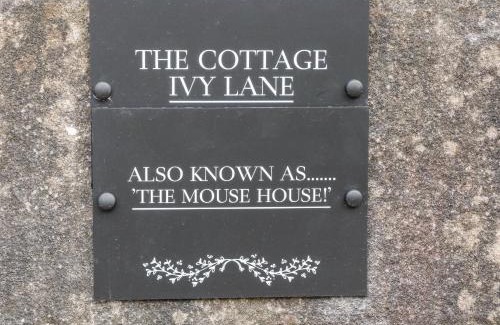 THE COTTAGE
IVY LANE
ALSO KNOWN AS.......
'THE MOUSE HOUSE!'